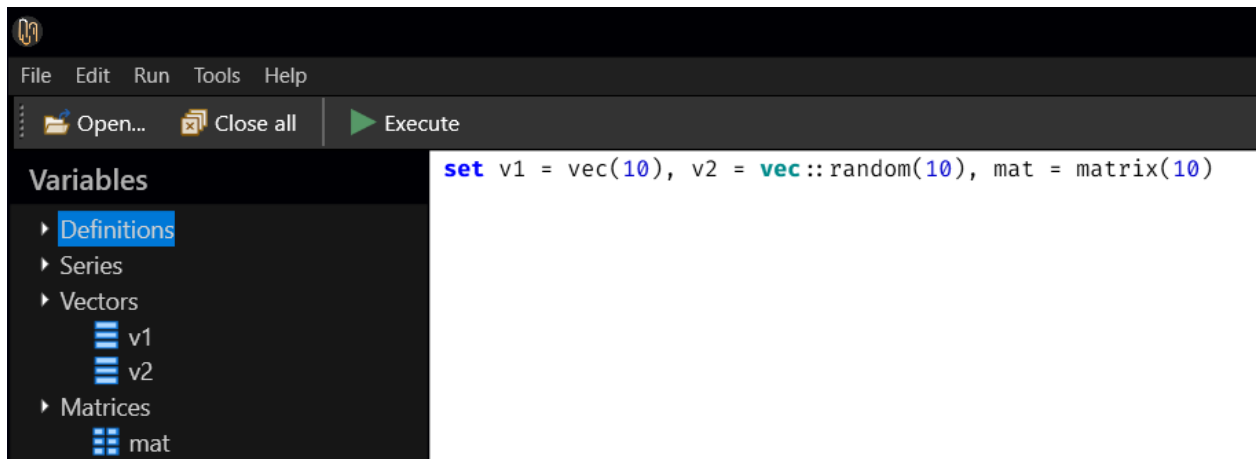 File Edit Run Tools Help
Open... Close all Execute
Variables
set v1 = vec(10), v2 = vec::random(10), mat = matrix(10)
Definitions
Series
Vectors
v1
v2
Matrices
mat